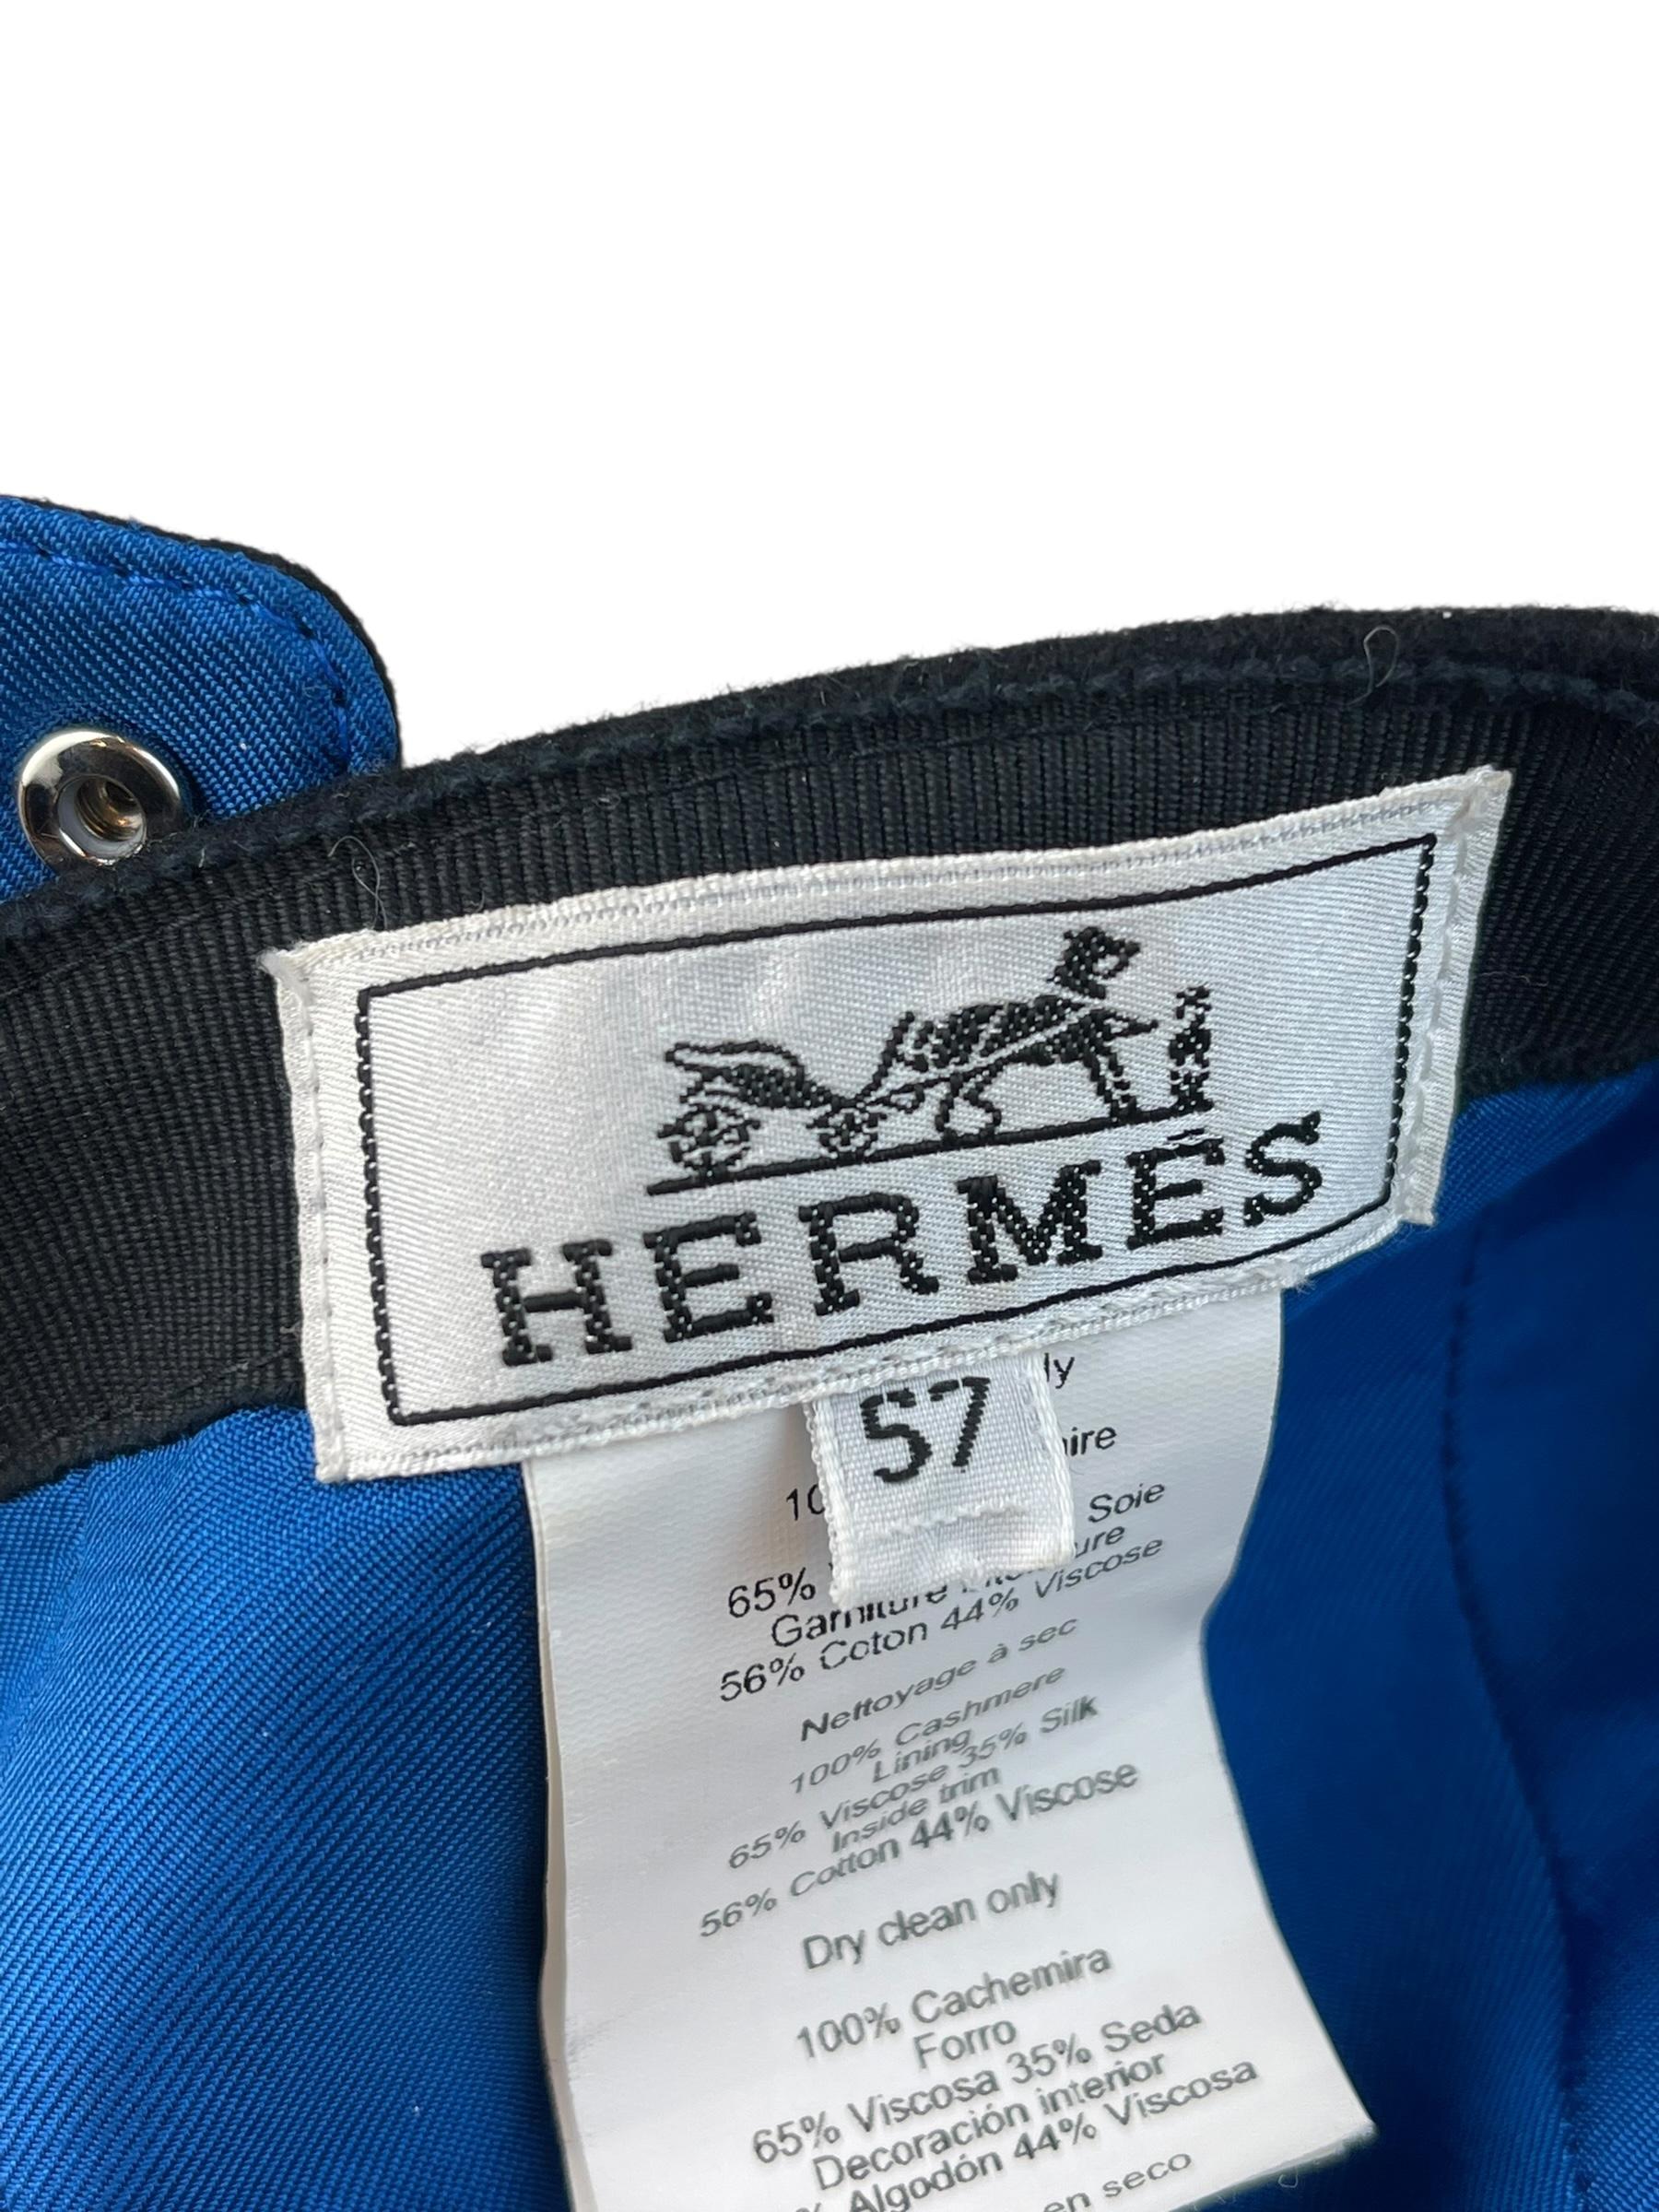 HERMÈS
57
65%
Soie
Garniture
56% Coton 44% Viscose
Nettoyage à sec
100% Cashmere
Lining
65% Viscose 35% Silk
Inside trim
56% Cotton 44% Viscose
Dry clean only
100% Cachemira
Forro
65% Viscosa 35% Seda
Decoración interior
Algodón 44% Viscosa
en seco